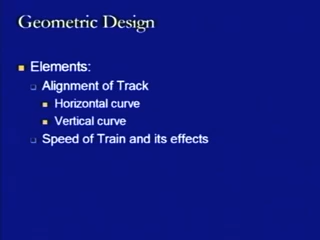 Geometric Design
Elements:
Alignment of Track
Horizontal curve
Vertical curve
Speed of Train and its effects